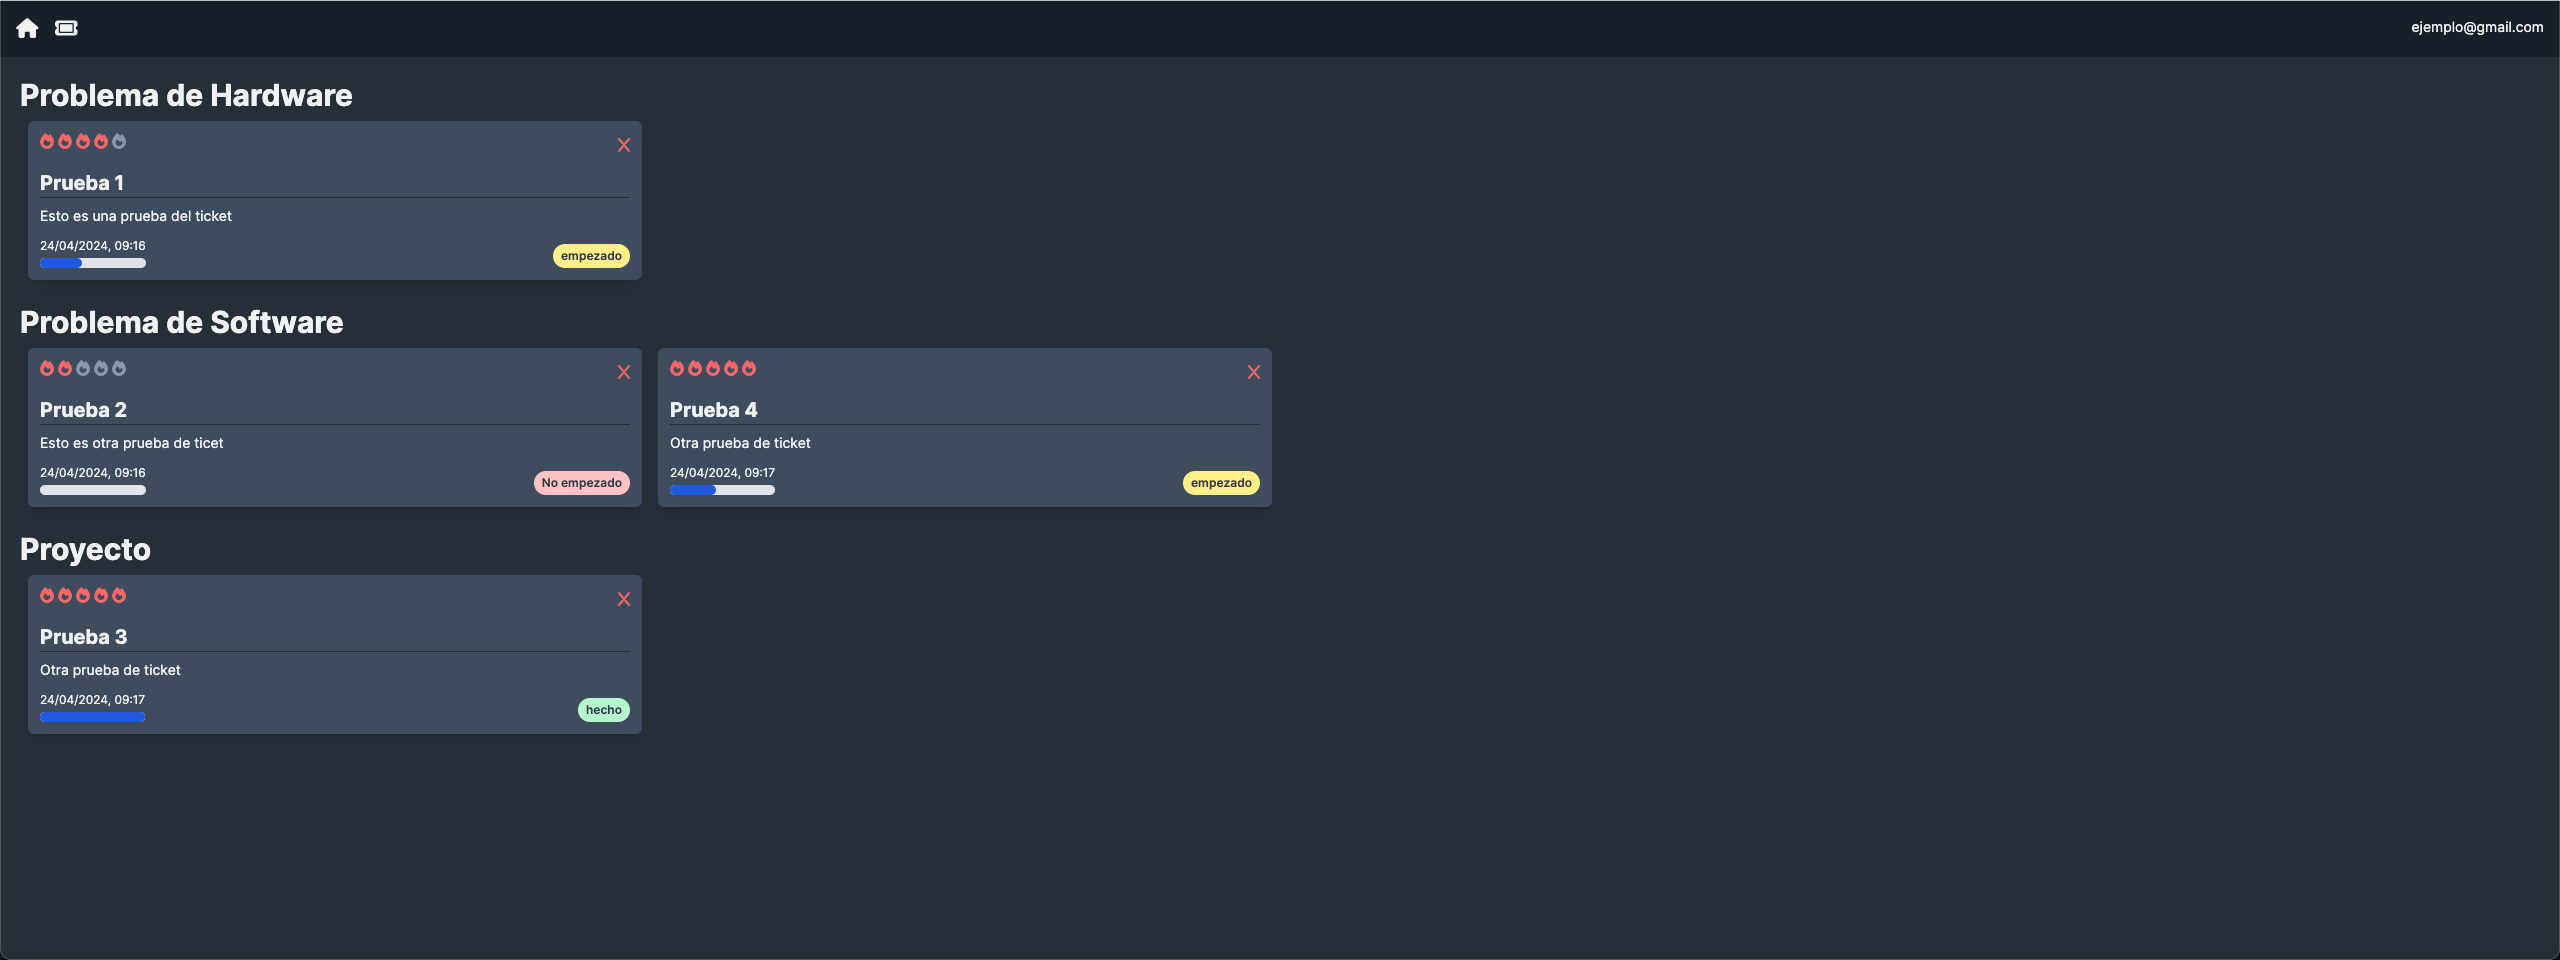 ejemplo@gmail.com
Problema de Hardware
Prueba 1
Esto es una prueba del ticket
24/04/2024, 09:16
empezado
Problema de Software
Prueba 2
Esto es otra prueba de ticet
24/04/2024, 09:16
No empezado
Prueba 4
Otra prueba de ticket
24/04/2024, 09:17
empezado
Proyecto
Prueba 3
Otra prueba de ticket
24/04/2024, 09:17
hecho